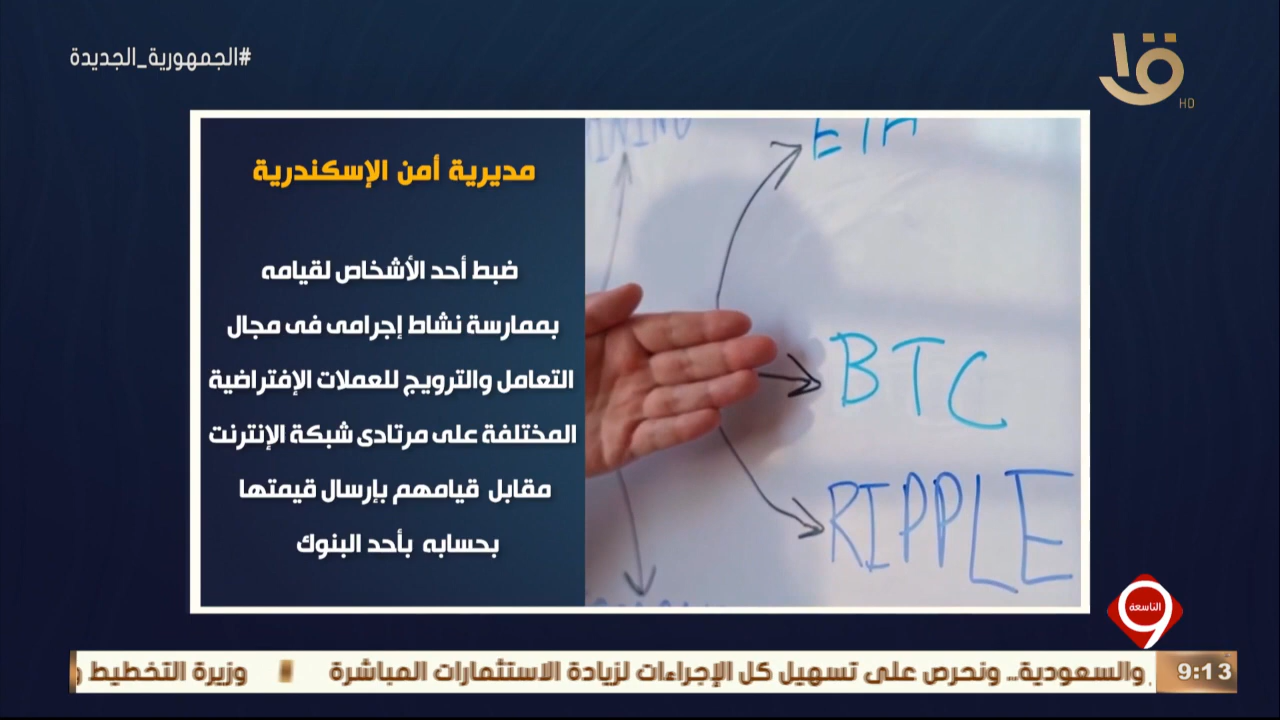 #الجمهورية_الجديدة
HD
مديرية أمن الإسكندرية
ضبط أحد الأشخاص لقيامه
بممارسة نشاط إجرامى فى مجال
التعامل والترويج للعملات الإفتراضية
المختلفة على مرتادى شبكة الإنترنت
مقابل قيامهم بإرسال قيمتها
بحسابه بأحد البنوك
ETH
BTC
RIPPLE
التاسعة
9
والسعودية.. ونحرص على تسهيل كل الإجراءات لزيادة الاستثمارات المباشرة
وزيرة التخطيط
9:13